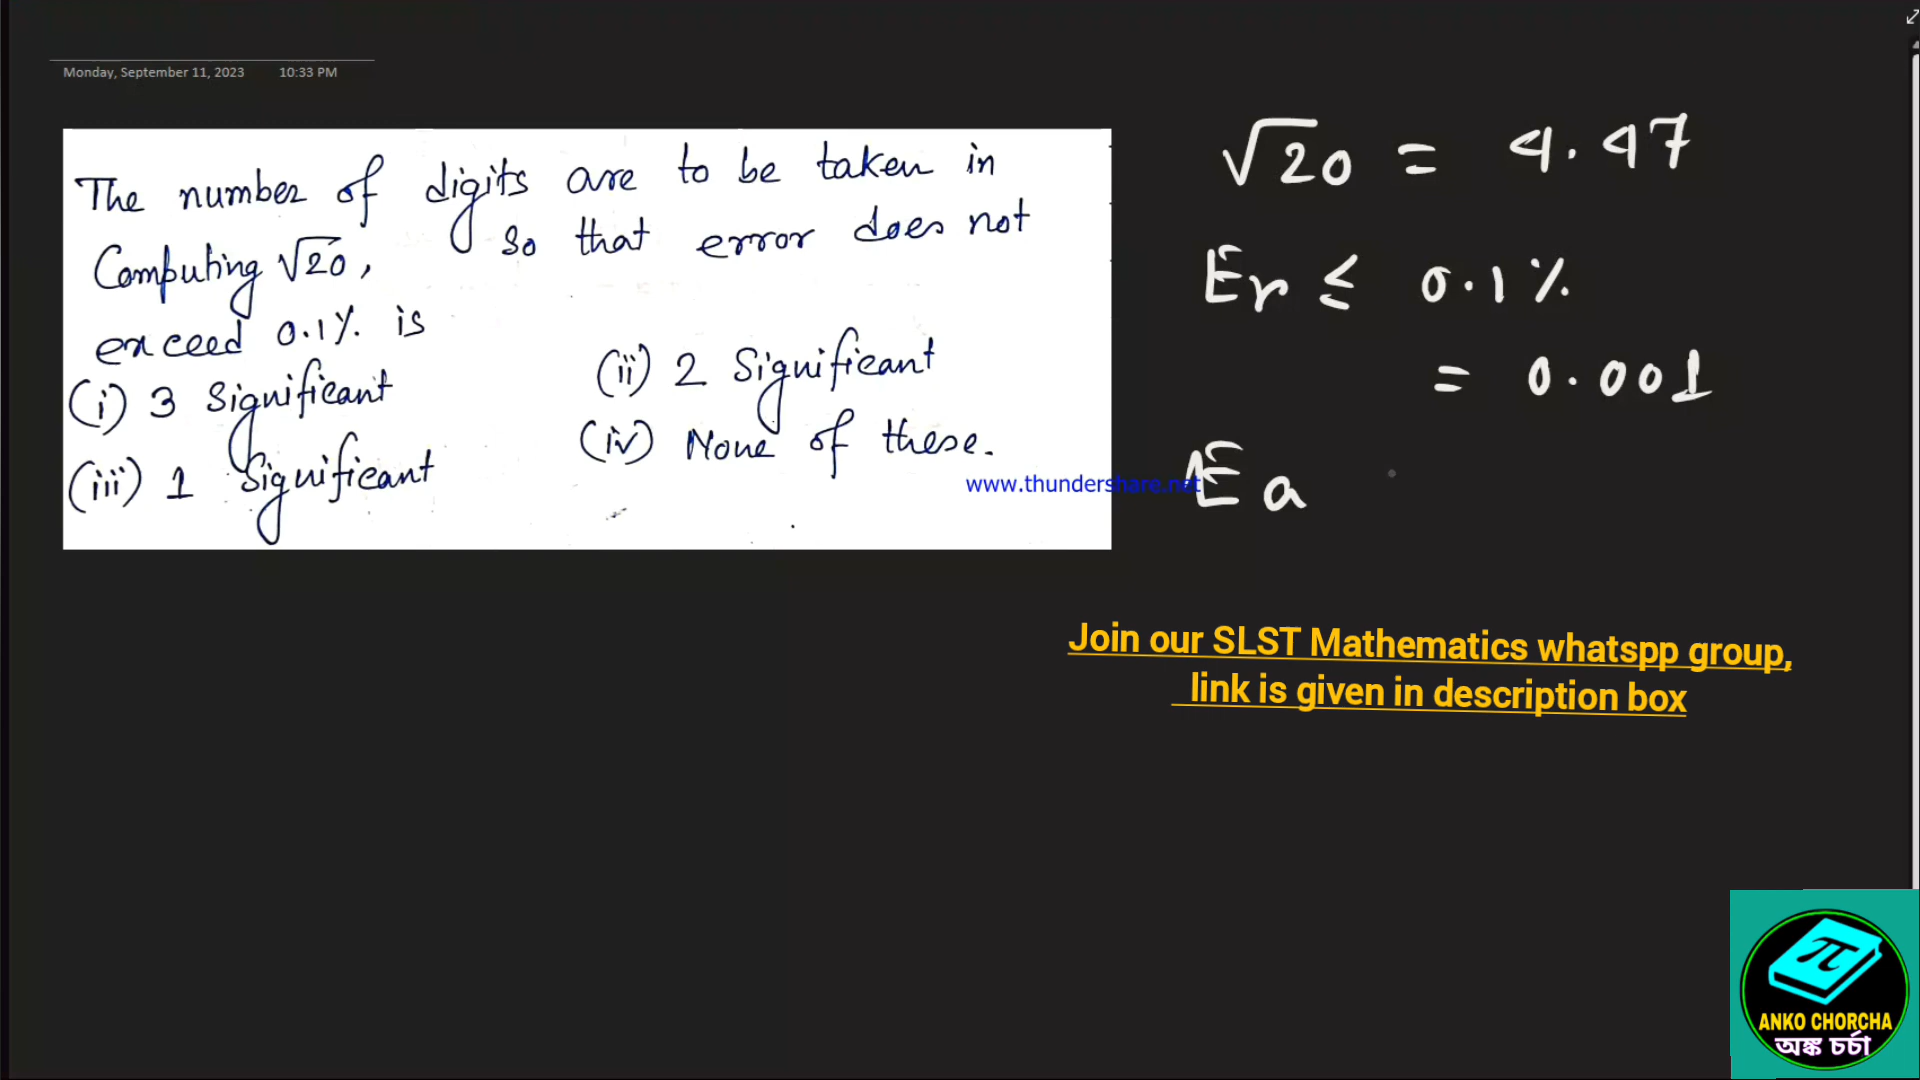 Monday, September 11, 2023 10:33 PM
The number of digits are to be taken in
Computing √20, so that error does not
exceed 0.1% is
(i) 3 Significant (ii) 2 Significant
(iii) 1 Significant (iv) None of these.
www.thundershare.net
√20 = 4.47
Er ≤ 0.1%
= 0.001
Ea
Join our SLST Mathematics whatspp group,
link is given in description box
π
ANKO CHORCHA
অঙ্ক চর্চা